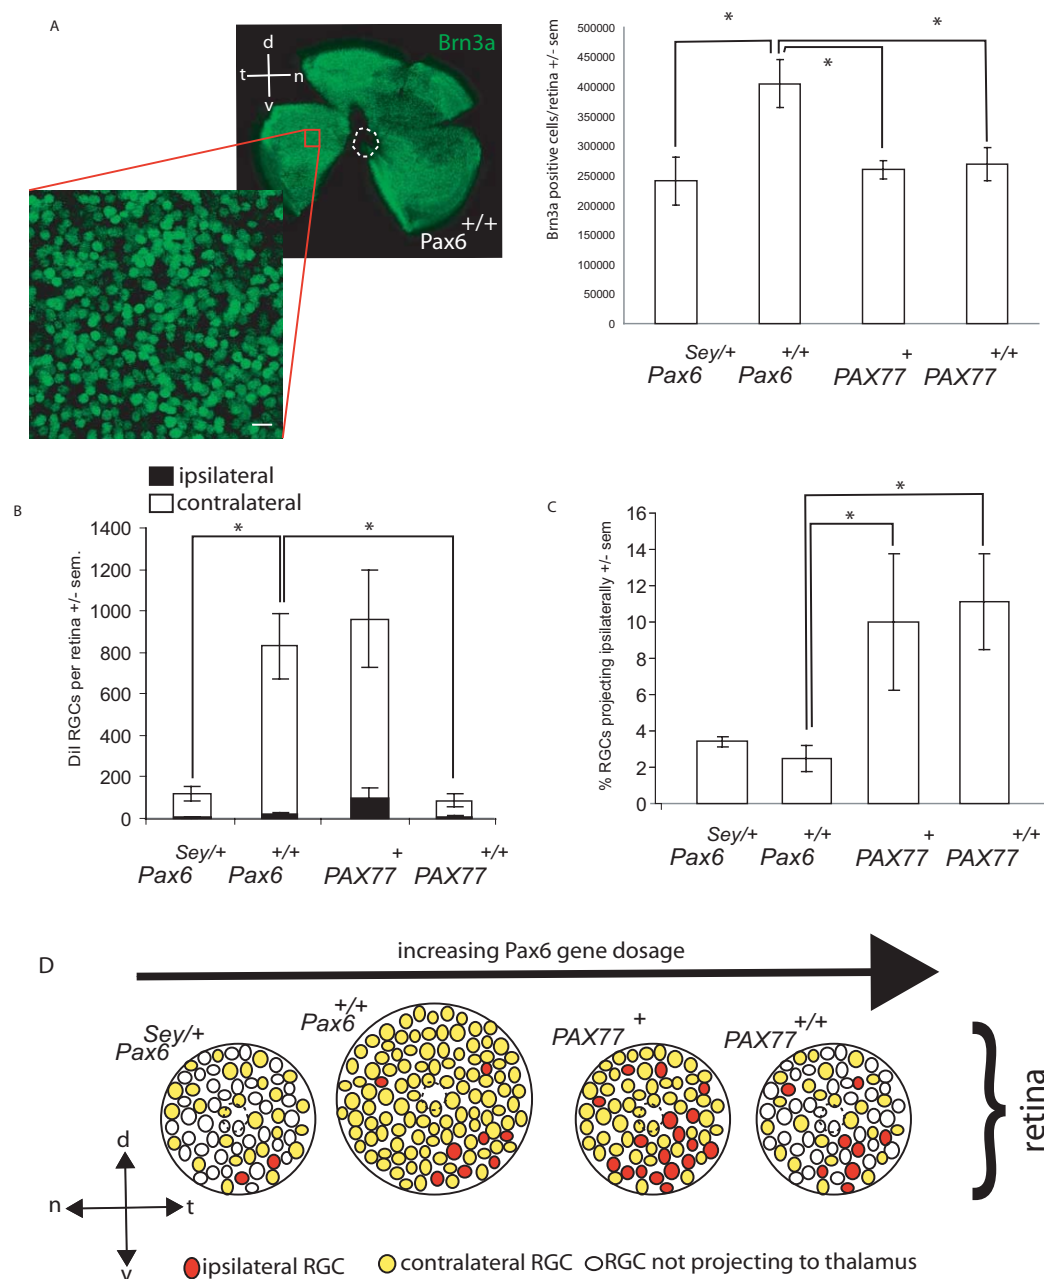 A
Brn3a
d
t
n
v
+/+
Pax6
Brn3a positive cells/retina +/- sem
500000
450000
400000
350000
300000
250000
200000
150000
100000
50000
0
*
*
*
Sey/+ +/+ + +/+
Pax6 Pax6 PAX77 PAX77
B
ipsilateral
contralateral
DiI RGCs per retina +/- sem.
1400
1200
1000
800
600
400
200
0
*
*
Sey/+ +/+ + +/+
Pax6 Pax6 PAX77 PAX77
C
% RGCs projecting ipsilaterally +/- sem
16
14
12
10
8
6
4
2
0
*
*
Sey/+ +/+ + +/+
Pax6 Pax6 PAX77 PAX77
D
increasing Pax6 gene dosage
Sey/+ +/+ + +/+
Pax6 Pax6 PAX77 PAX77
} retina
d
n
t
v
ipsilateral RGC contralateral RGC RGC not projecting to thalamus